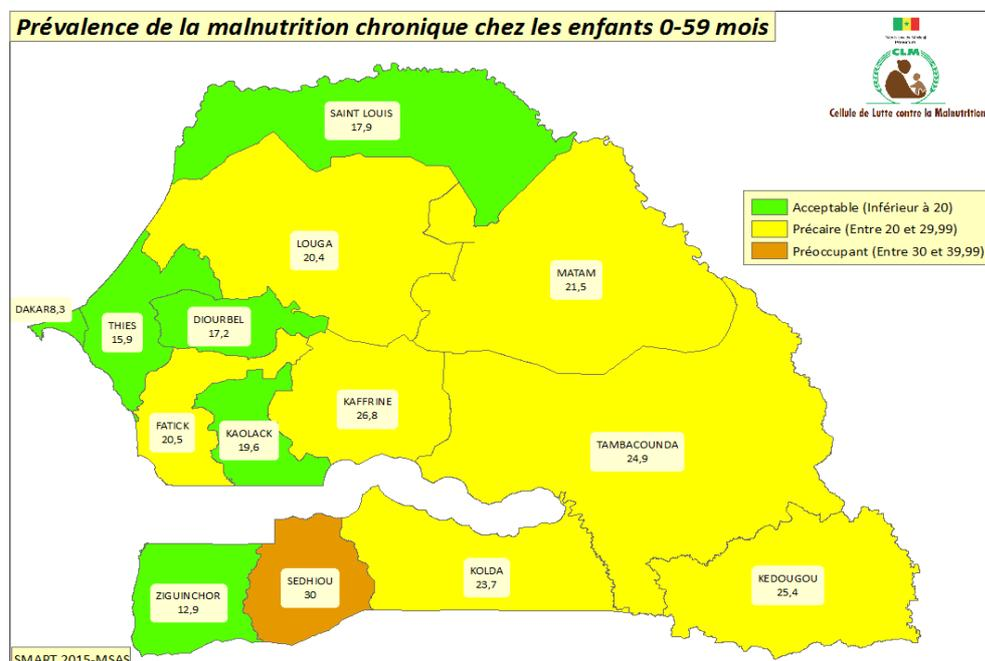 Prévalence de la malnutrition chronique chez les enfants 0-59 mois
CLM
Cellule de Lutte contre la Malnutrition
SAINT LOUIS
17,9
Acceptable (Inférieur à 20)
Précaire (Entre 20 et 29,99)
Préoccupant (Entre 30 et 39,99)
LOUGA
20,4
MATAM
21,5
DAKAR8,3
THIES
15,9
DIOURBEL
17,2
KAFFRINE
26,8
FATICK
20,5
KAOLACK
19,6
TAMBACOUNDA
24,9
ZIGUINCHOR
12,9
SEDHIOU
30
KOLDA
23,7
KEDOUGOU
25,4
SMART 2015-MSAS